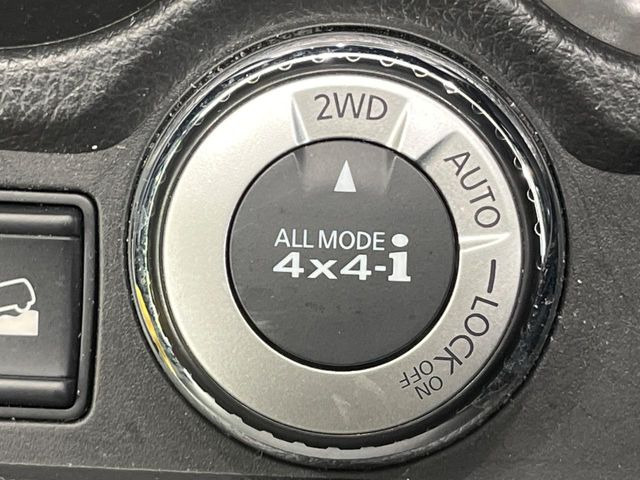 2WD
AUTO
LOCK
ON
OFF
ALL MODE i
4x4-i